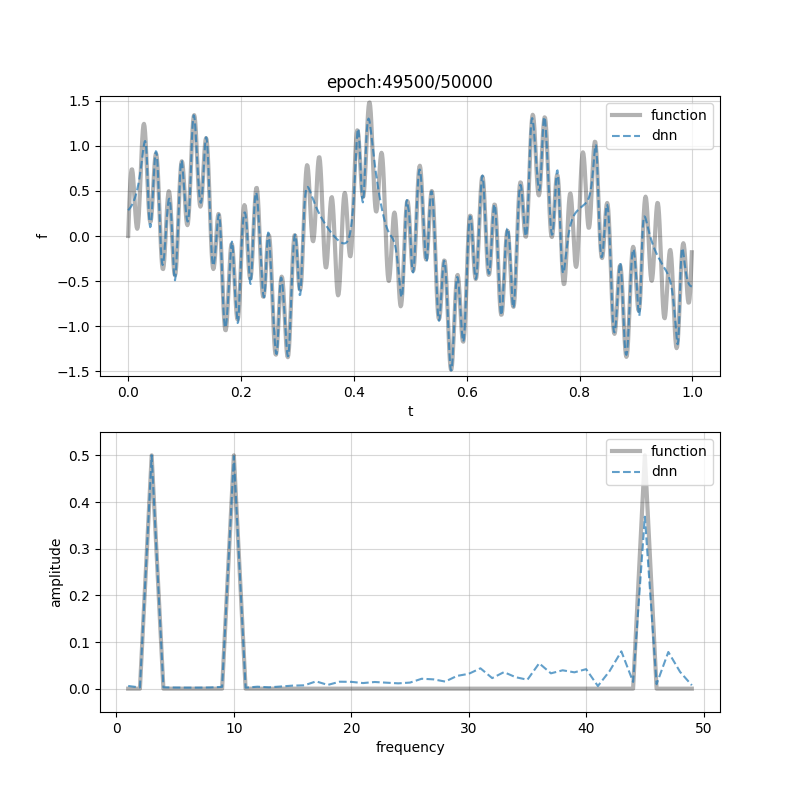 epoch:49500/50000
function
dnn
f
1.5
1.0
0.5
0.0
−0.5
−1.0
−1.5
0.0 0.2 0.4 0.6 0.8 1.0
t
function
dnn
amplitude
0.5
0.4
0.3
0.2
0.1
0.0
0 10 20 30 40 50
frequency